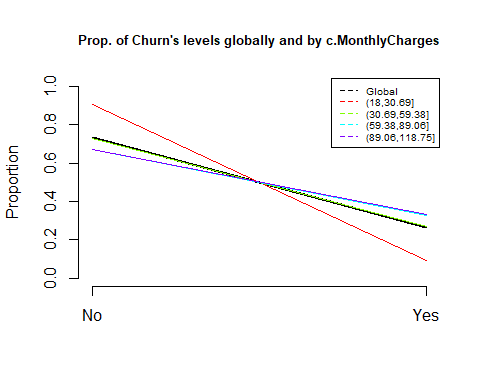 Prop. of Churn's levels globally and by c.MonthlyCharges
Global
(18,30.69]
(30.69,59.38]
(59.38,89.06]
(89.06,118.75]
Proportion
1.0
0.8
0.6
0.4
0.2
0.0
No
Yes